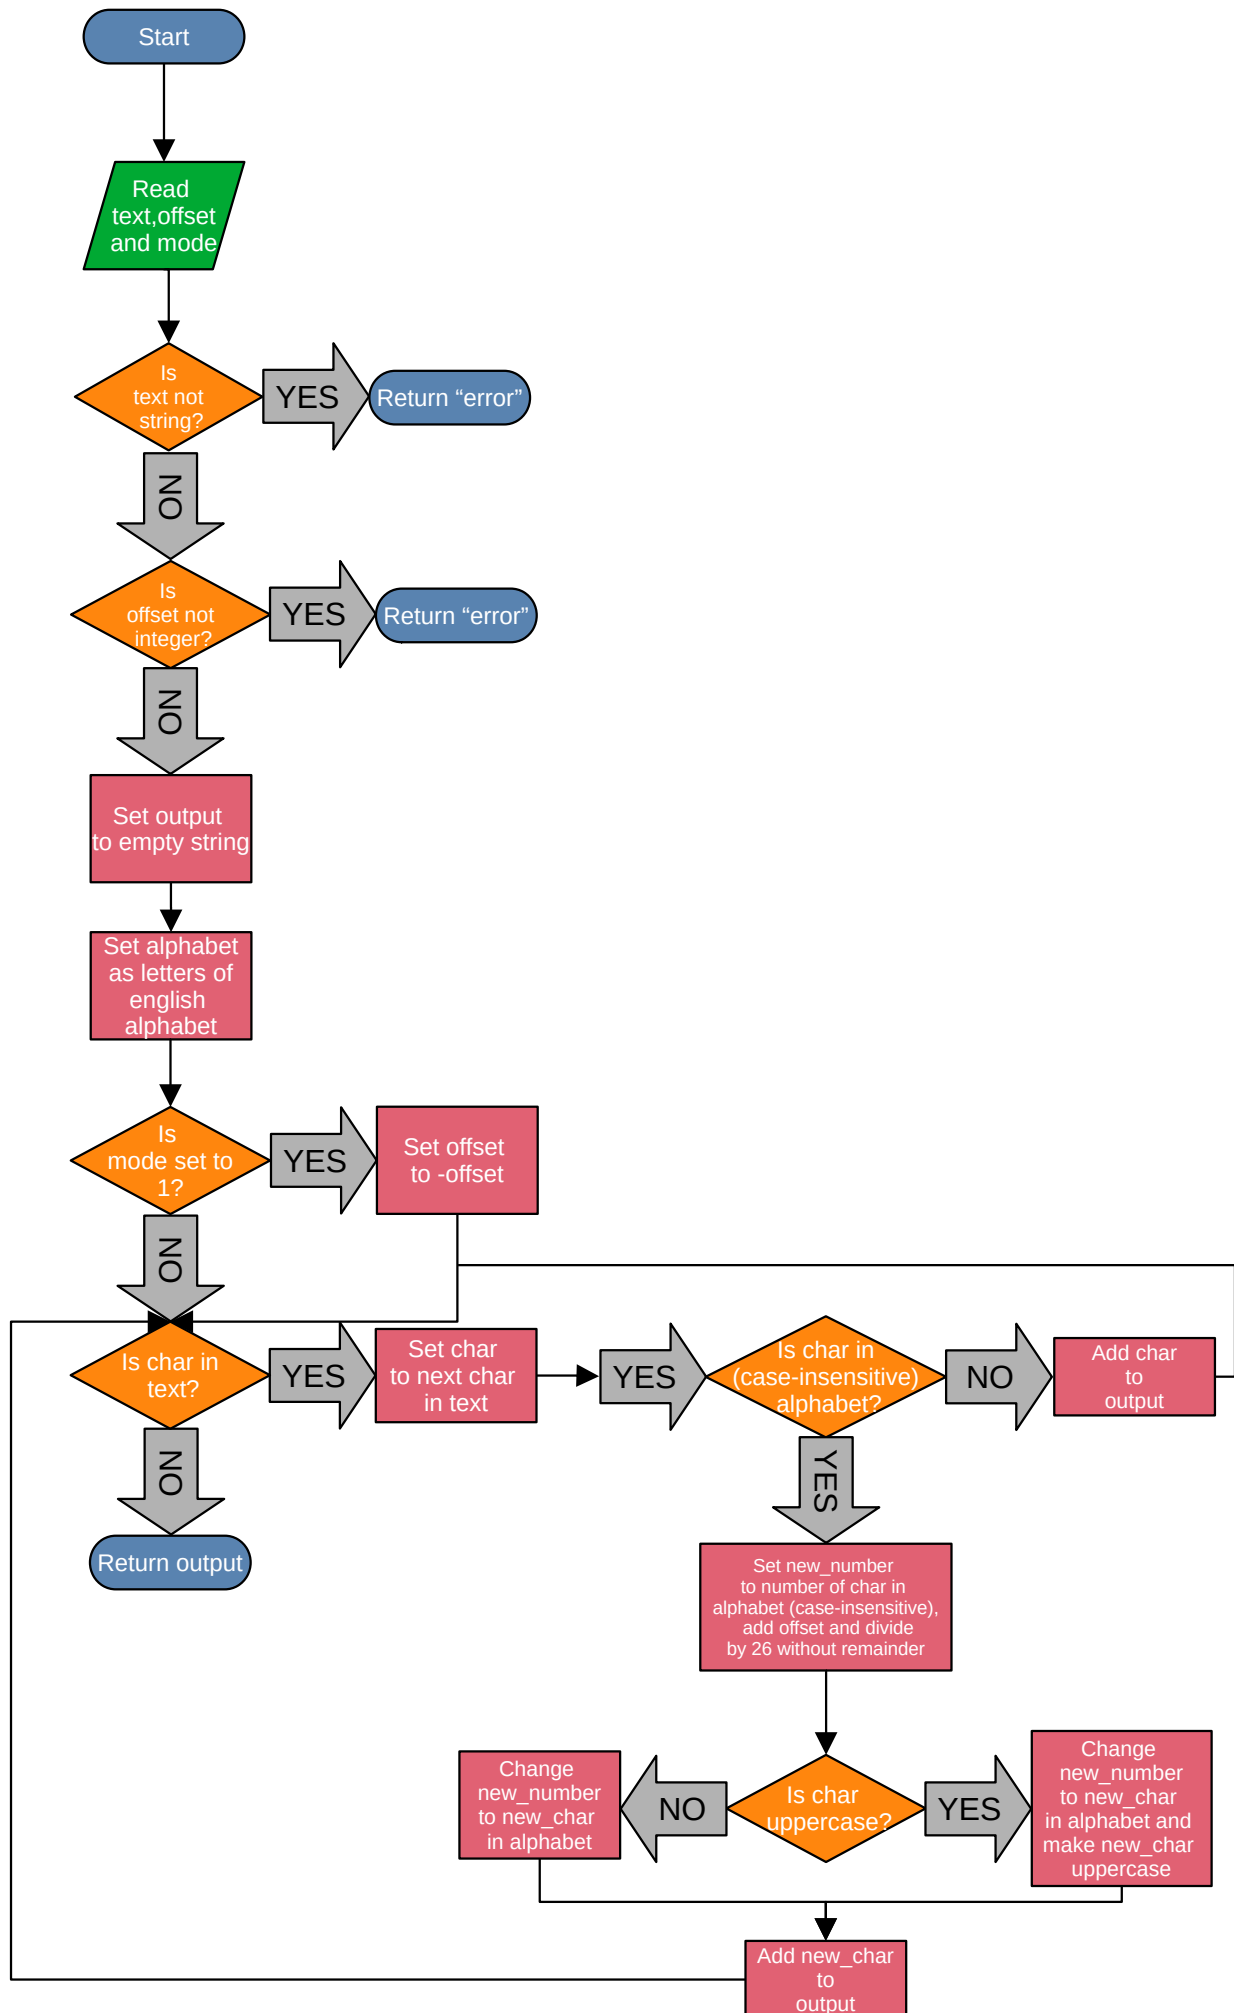 Start
Read
text,offset
and mode
Is
text not
string?
YES
Return “error”
NO
Is
offset not
integer?
YES
Return “error”
NO
Set output
to empty string
Set alphabet
as letters of
english
alphabet
Is
mode set to
1?
YES
Set offset
to -offset
NO
Is char in
text?
YES
Set char
to next char
in text
YES
Is char in
(case-insensitive)
alphabet?
NO
Add char
to
output
NO
Return output
YES
Set new_number
to number of char in
alphabet (case-insensitive),
add offset and divide
by 26 without remainder
Is char
uppercase?
NO
Change
new_number
to new_char
in alphabet
YES
Change
new_number
to new_char
in alphabet and
make new_char
uppercase
Add new_char
to
output